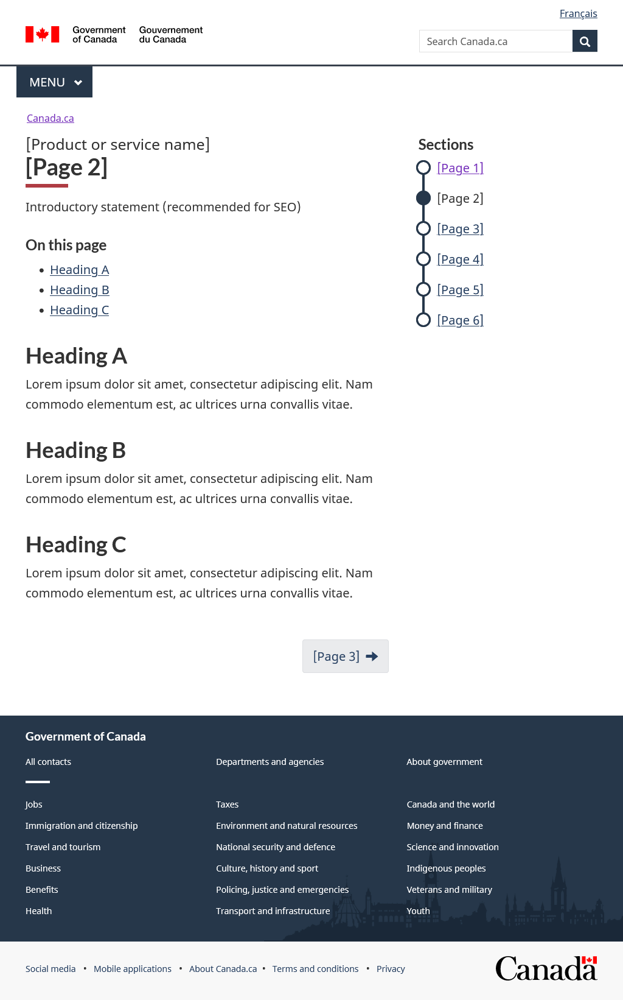 Français
Government of Canada
Gouvernement du Canada
Search Canada.ca
MENU
Canada.ca
[Product or service name]
[Page 2]
Introductory statement (recommended for SEO)
On this page
• Heading A
• Heading B
• Heading C
Heading A
Lorem ipsum dolor sit amet, consectetur adipiscing elit. Nam
commodo elementum est, ac ultrices urna convallis vitae.
Heading B
Lorem ipsum dolor sit amet, consectetur adipiscing elit. Nam
commodo elementum est, ac ultrices urna convallis vitae.
Heading C
Lorem ipsum dolor sit amet, consectetur adipiscing elit. Nam
commodo elementum est, ac ultrices urna convallis vitae.
[Page 3]
Sections
[Page 1]
[Page 2]
[Page 3]
[Page 4]
[Page 5]
[Page 6]
Government of Canada
All contacts
Departments and agencies
About government
Jobs
Taxes
Canada and the world
Immigration and citizenship
Environment and natural resources
Money and finance
Travel and tourism
National security and defence
Science and innovation
Business
Culture, history and sport
Indigenous peoples
Benefits
Policing, justice and emergencies
Veterans and military
Health
Transport and infrastructure
Youth
Social media • Mobile applications • About Canada.ca • Terms and conditions • Privacy
Canada